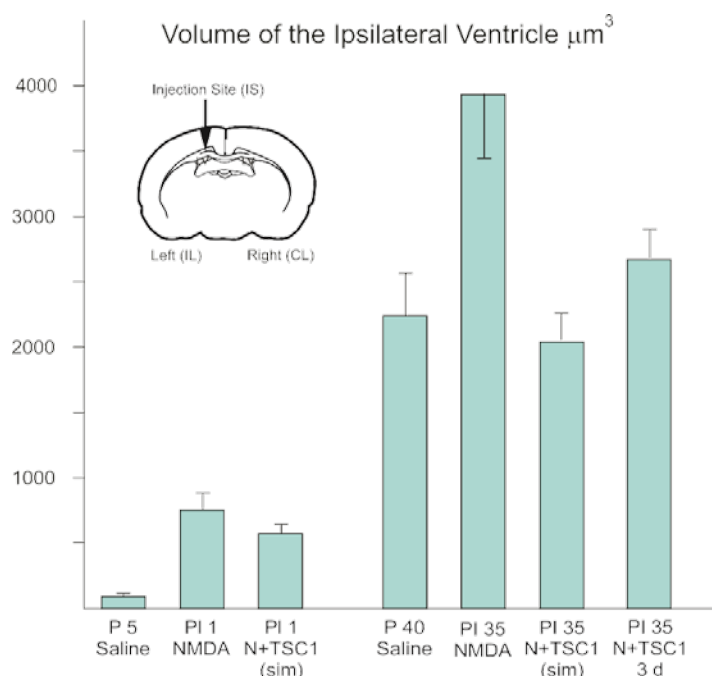 Volume of the Ipsilateral Ventricle μm³
4000
3000
2000
1000
Injection Site (IS)
Left (IL)
Right (CL)
P 5
Saline
PI 1
NMDA
PI 1
N+TSC1
(sim)
P 40
Saline
PI 35
NMDA
PI 35
N+TSC1
(sim)
PI 35
N+TSC1
3 d